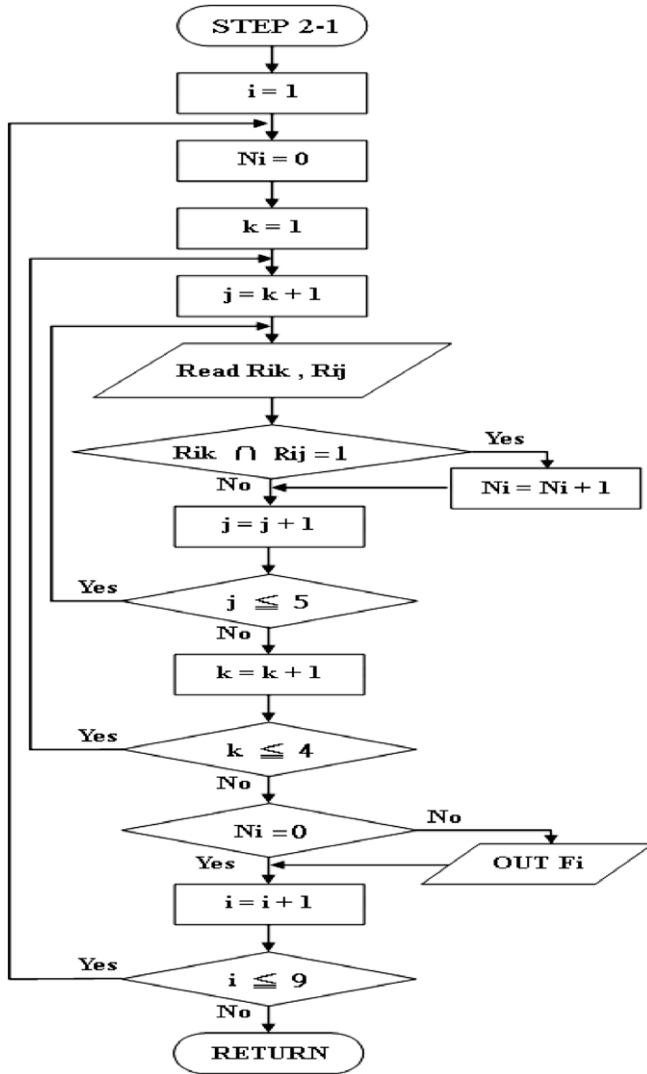 STEP 2-1
i = 1
Ni = 0
k = 1
j = k + 1
Read Rik , Rij
Rik ∩ Rij = 1
Yes
No
Ni = Ni + 1
j = j + 1
Yes
j ≦ 5
No
k = k + 1
Yes
k ≦ 4
No
Ni = 0
No
Yes
OUT Fi
i = i + 1
Yes
i ≦ 9
No
RETURN